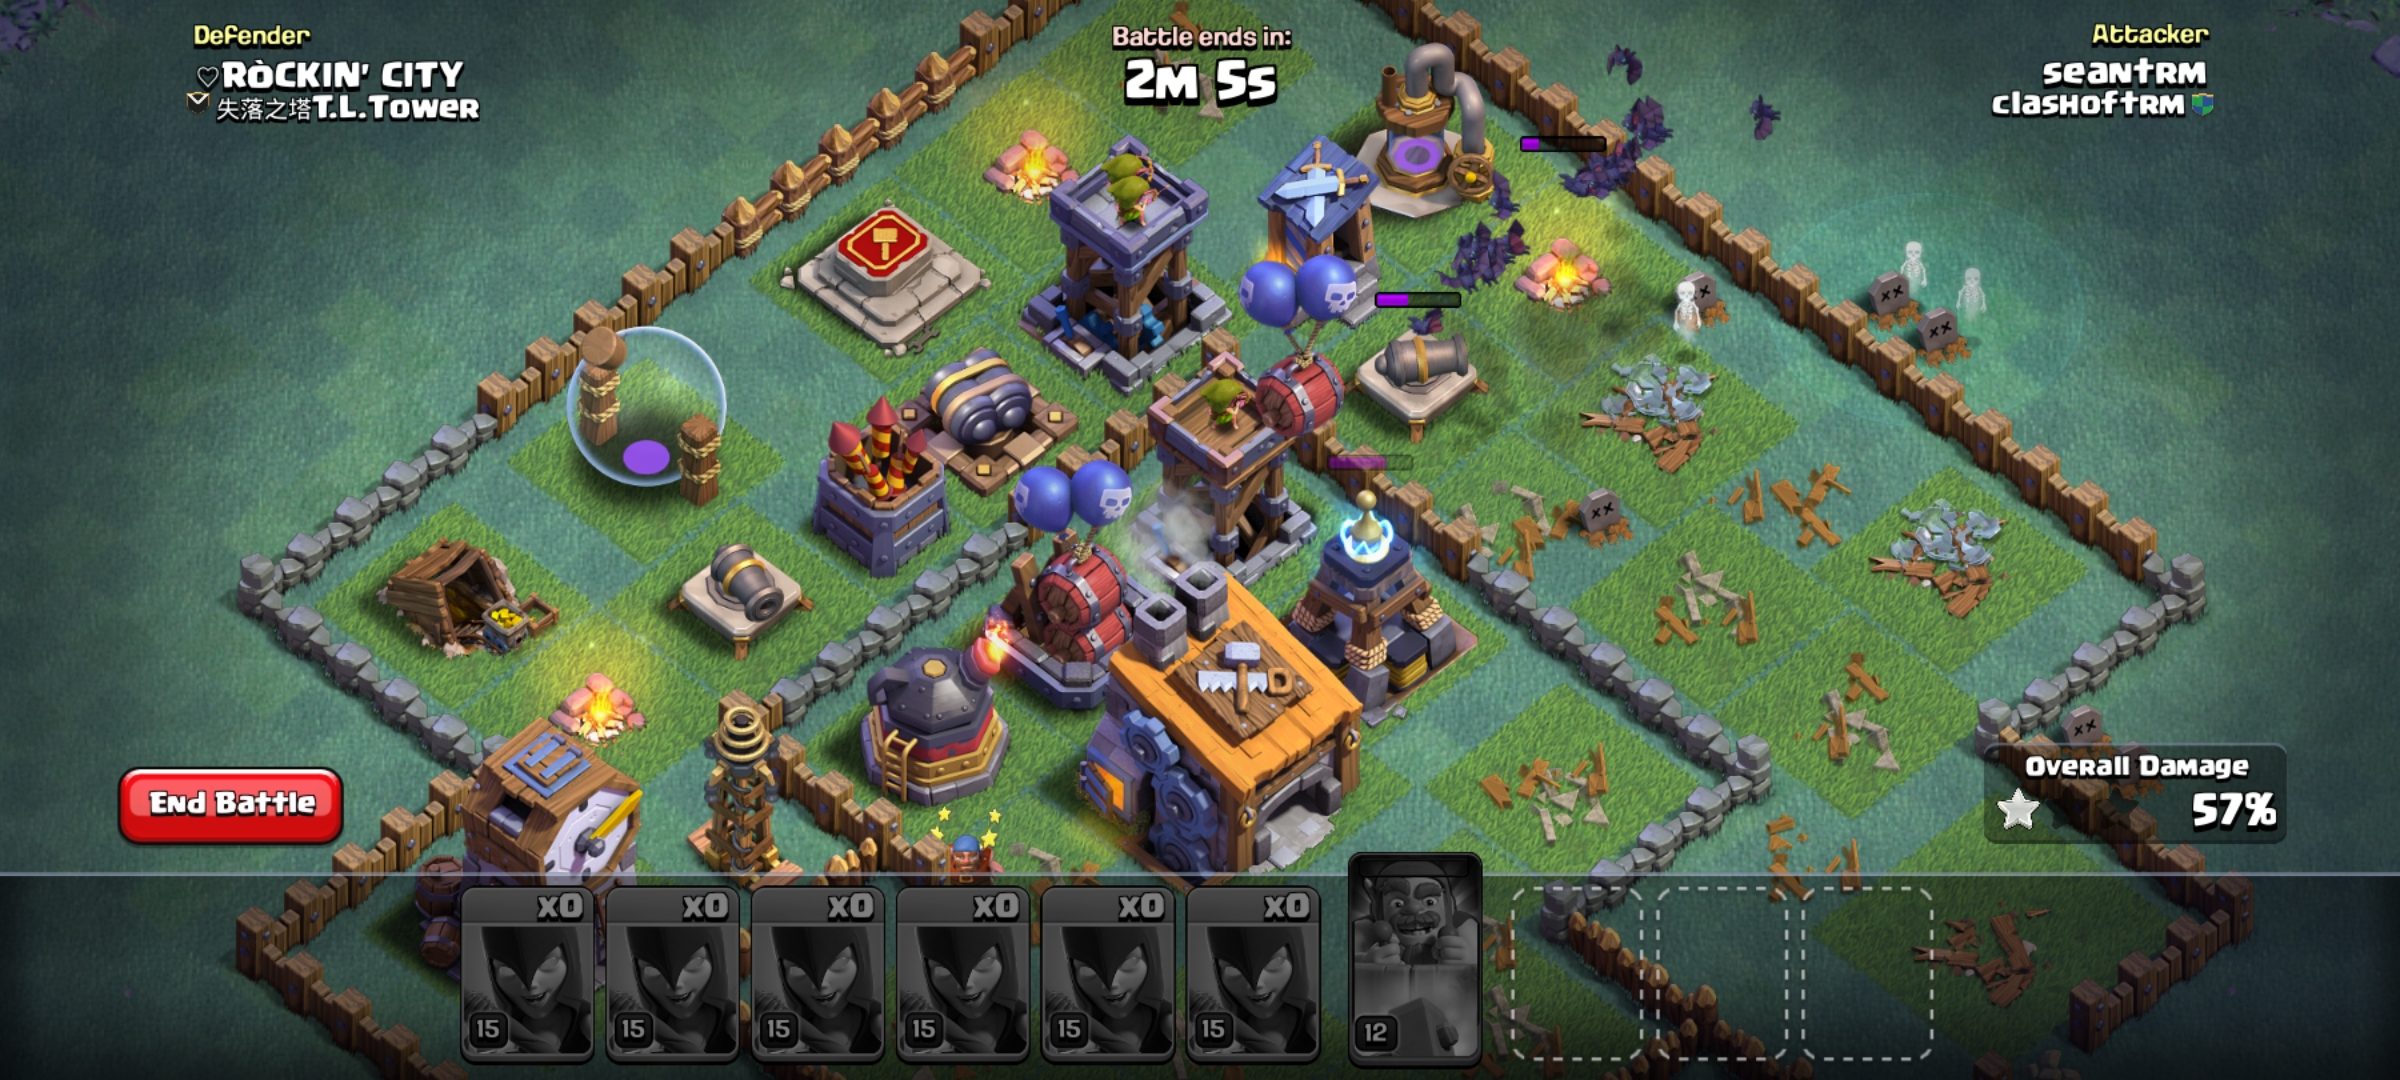 Defender
♡RÒCKIN' CITY
失落之塔T.L.Tower
Battle ends in:
2M 5s
Attacker
seantRM
clashoftRM
End Battle
Overall Damage
57%
x0 x0 x0 x0 x0 x0
15 15 15 15 15 15 12